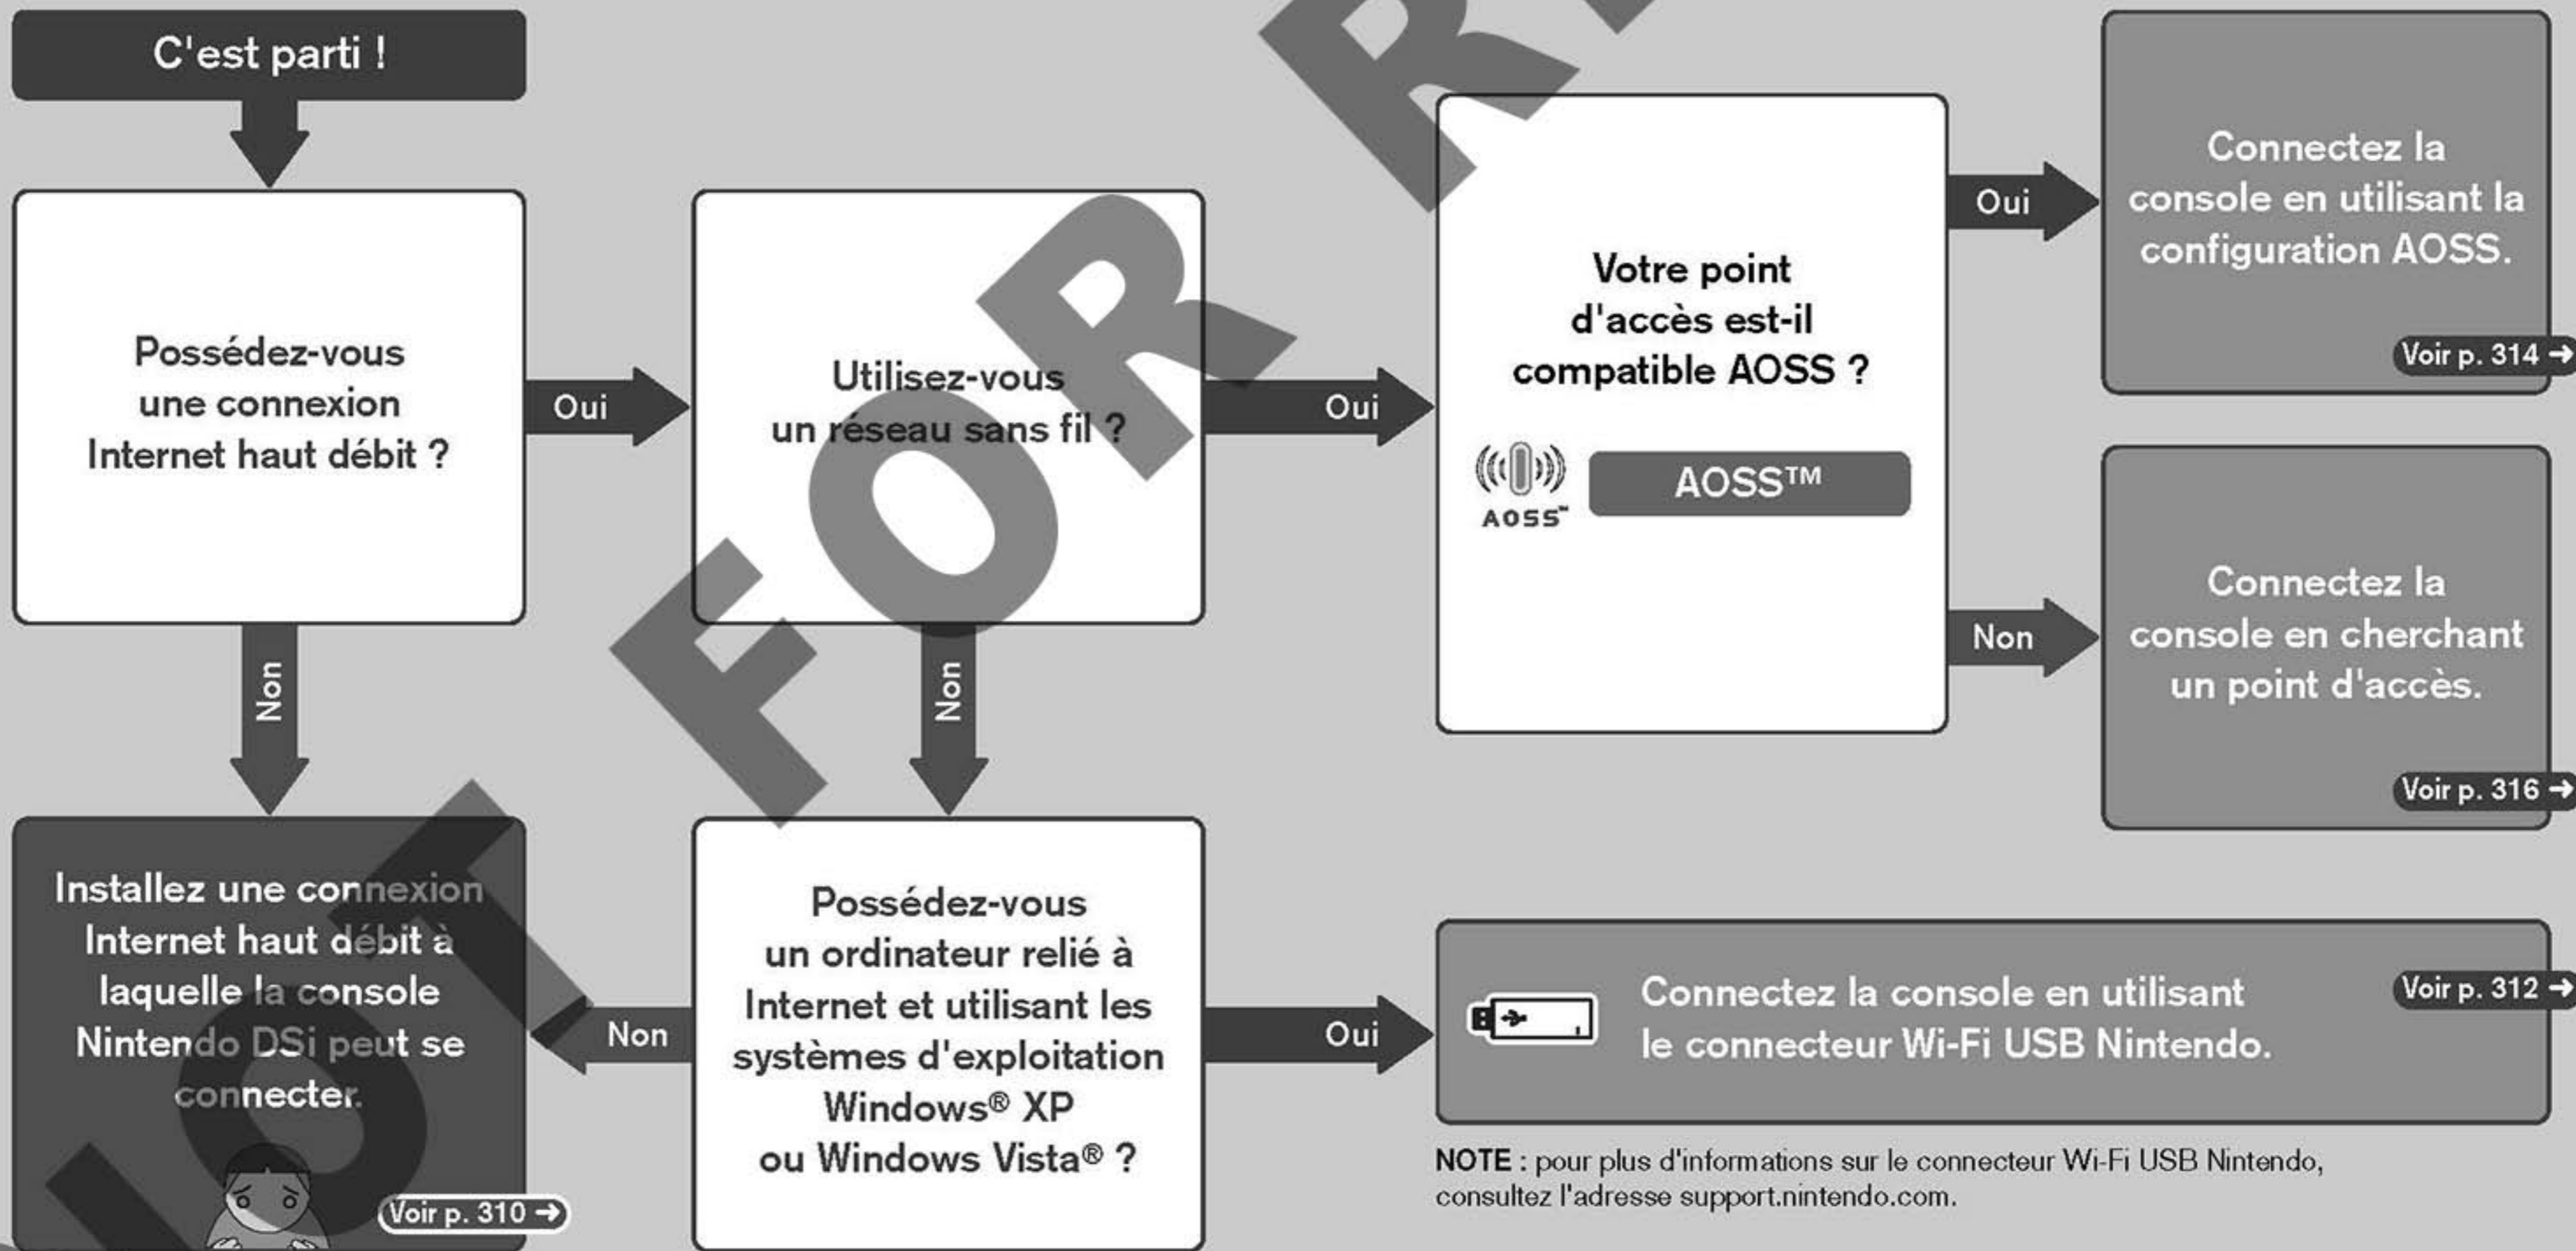 C'est parti !
Possédez-vous
une connexion
Internet haut débit ?
Oui
Non
Utilisez-vous
un réseau sans fil ?
Oui
Non
Votre point
d'accès est-il
compatible AOSS ?
AOSS™
AOSS™
Oui
Connectez la
console en utilisant la
configuration AOSS.
Voir p. 314 →
Non
Connectez la
console en cherchant
un point d'accès.
Voir p. 316 →
Installez une connexion
Internet haut débit à
laquelle la console
Nintendo DSi peut se
connecter.
Voir p. 310 →
Non
Possédez-vous
un ordinateur relié à
Internet et utilisant les
systèmes d'exploitation
Windows® XP
ou Windows Vista® ?
Oui
Connectez la console en utilisant
le connecteur Wi-Fi USB Nintendo.
Voir p. 312 →
NOTE : pour plus d'informations sur le connecteur Wi-Fi USB Nintendo,
consultez l'adresse support.nintendo.com.
FOR